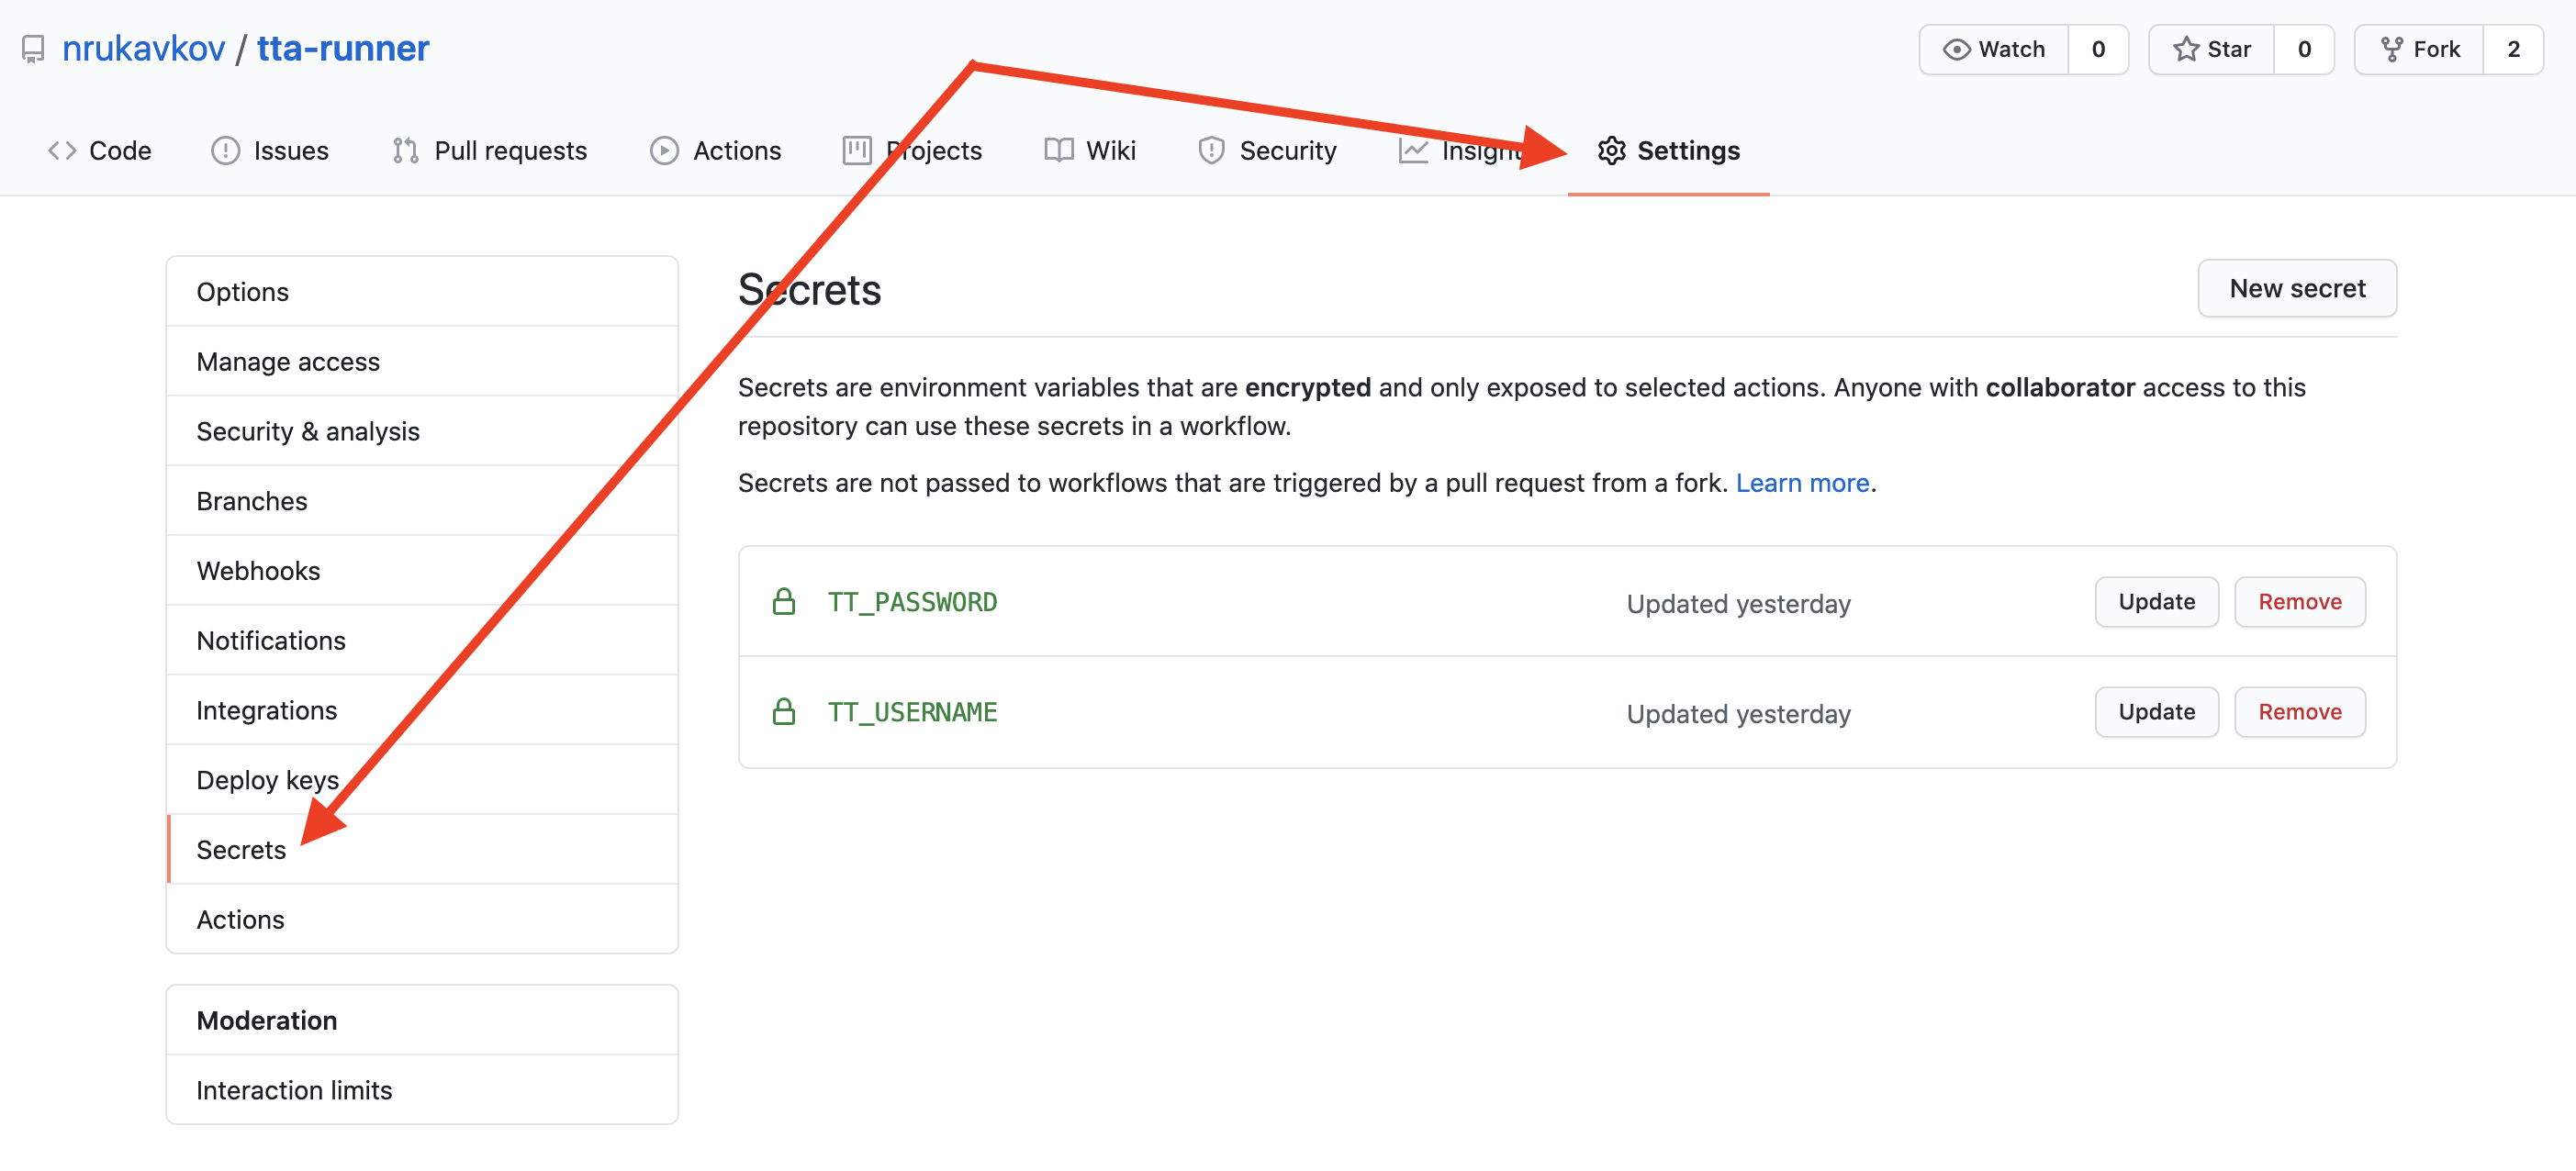 nrukavkov / tta-runner
Watch 0 Star 0 Fork 2
Code Issues Pull requests Actions Projects Wiki Security Insights Settings
Options
Manage access
Security & analysis
Branches
Webhooks
Notifications
Integrations
Deploy keys
Secrets
Actions
Moderation
Interaction limits
Secrets
New secret
Secrets are environment variables that are encrypted and only exposed to selected actions. Anyone with collaborator access to this
repository can use these secrets in a workflow.
Secrets are not passed to workflows that are triggered by a pull request from a fork. Learn more.
TT_PASSWORD Updated yesterday Update Remove
TT_USERNAME Updated yesterday Update Remove